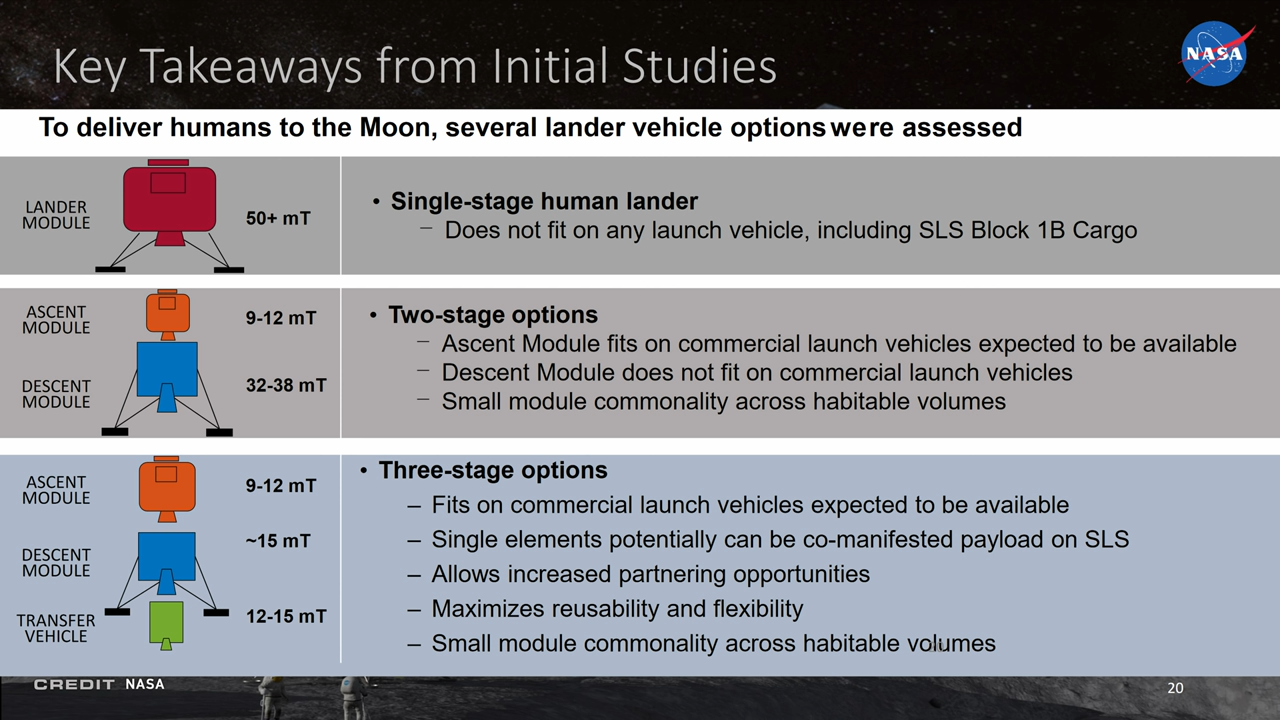 Key Takeaways from Initial Studies
NASA
To deliver humans to the Moon, several lander vehicle options were assessed
LANDER
MODULE
50+ mT
• Single-stage human lander
– Does not fit on any launch vehicle, including SLS Block 1B Cargo
ASCENT
MODULE
9-12 mT
DESCENT
MODULE
32-38 mT
• Two-stage options
– Ascent Module fits on commercial launch vehicles expected to be available
– Descent Module does not fit on commercial launch vehicles
– Small module commonality across habitable volumes
ASCENT
MODULE
9-12 mT
DESCENT
MODULE
~15 mT
TRANSFER
VEHICLE
12-15 mT
• Three-stage options
– Fits on commercial launch vehicles expected to be available
– Single elements potentially can be co-manifested payload on SLS
– Allows increased partnering opportunities
– Maximizes reusability and flexibility
– Small module commonality across habitable volumes
CREDIT NASA
20